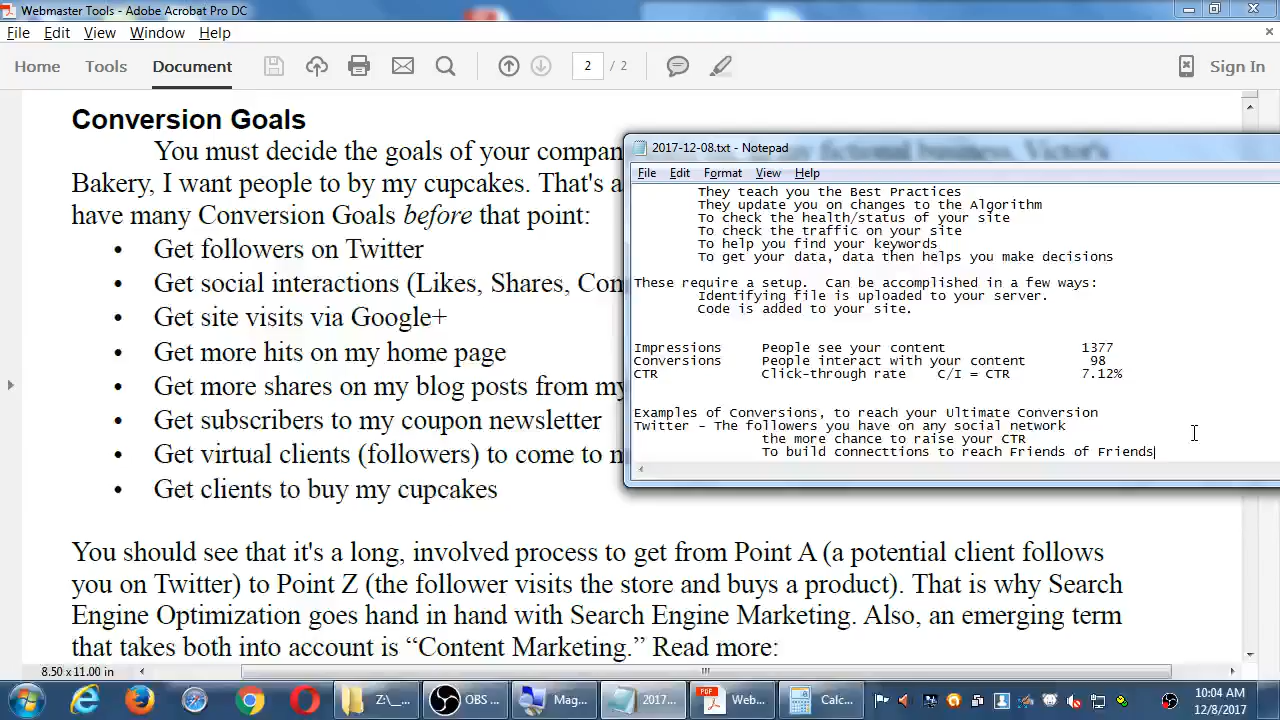 Webmaster Tools - Adobe Acrobat Pro DC
File Edit View Window Help
Home Tools Document 2 / 2 Sign In
Conversion Goals
You must decide the goals of your compan
Bakery, I want people to by my cupcakes. That's a
have many Conversion Goals before that point:
• Get followers on Twitter
• Get social interactions (Likes, Shares, Con
• Get site visits via Google+
• Get more hits on my home page
• Get more shares on my blog posts from my
• Get subscribers to my coupon newsletter
• Get virtual clients (followers) to come to m
• Get clients to buy my cupcakes
You should see that it's a long, involved process to get from Point A (a potential client follows
you on Twitter) to Point Z (the follower visits the store and buys a product). That is why Search
Engine Optimization goes hand in hand with Search Engine Marketing. Also, an emerging term
that takes both into account is “Content Marketing.” Read more:
8.50 x 11.00 in
2017-12-08.txt - Notepad
File Edit Format View Help
They teach you the Best Practices
They update you on changes to the Algorithm
To check the health/status of your site
To check the traffic on your site
To help you find your keywords
To get your data, data then helps you make decisions
These require a setup. Can be accomplished in a few ways:
Identifying file is uploaded to your server.
Code is added to your site.
Impressions People see your content 1377
Conversions People interact with your content 98
CTR Click-through rate C/I = CTR 7.12%
Examples of Conversions, to reach your Ultimate Conversion
Twitter - The followers you have on any social network
the more chance to raise your CTR
To build connecttions to reach Friends of Friends
Z:\_... OBS ... Mag... 2017... Web... Calc...
10:04 AM
12/8/2017